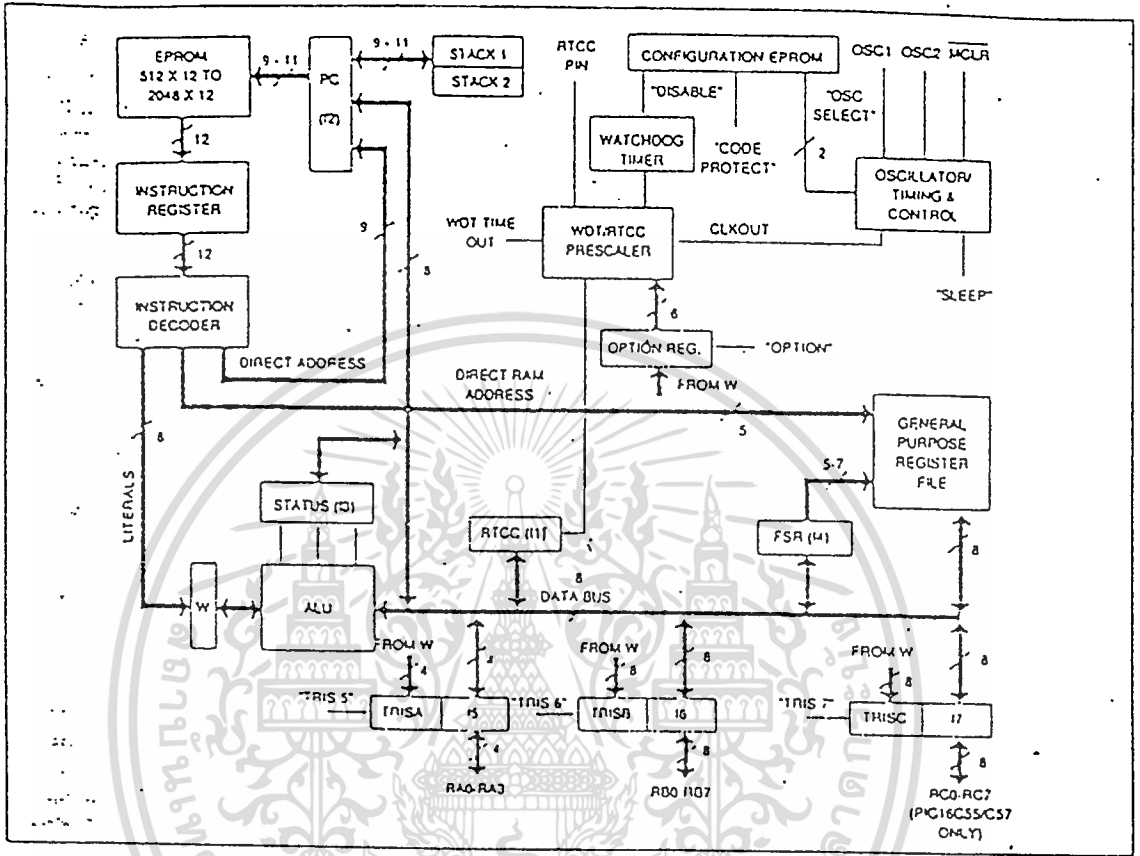 EPROM
512 X 12 TO
2048 X 12
9 - 11
PC
(f2)
9 - 11
STACK 1
STACK 2
RTCC
PIN
CONFIGURATION EPROM
OSC1 OSC2 MCLR
"DISABLE"
"OSC
SELECT"
WATCHDOG
TIMER
"CODE
PROTECT"
2
OSCILLATOR/
TIMING &
CONTROL
12
INSTRUCTION
REGISTER
12
INSTRUCTION
DECODER
9
8
WDT TIME
OUT
WDT/RTCC
PRESCALER
CLKOUT
"SLEEP"
6
OPTION REG.
"OPTION"
FROM W
DIRECT ADDRESS
DIRECT RAM
ADDRESS
5
GENERAL
PURPOSE
REGISTER
FILE
8
LITERALS
STATUS (f3)
5-7
RTCC (f1)
FSR (f4)
8
8
DATA BUS
W
ALU
FROM W
4
4
FROM W
8
8
FROM W
8
8
"TRIS 5"
TRISA
f5
"TRIS 6"
TRISB
f6
"TRIS 7"
TRISC
f7
4
8
8
RA0-RA3
RB0-RB7
RC0-RC7
(PIC16C55/C57
ONLY)